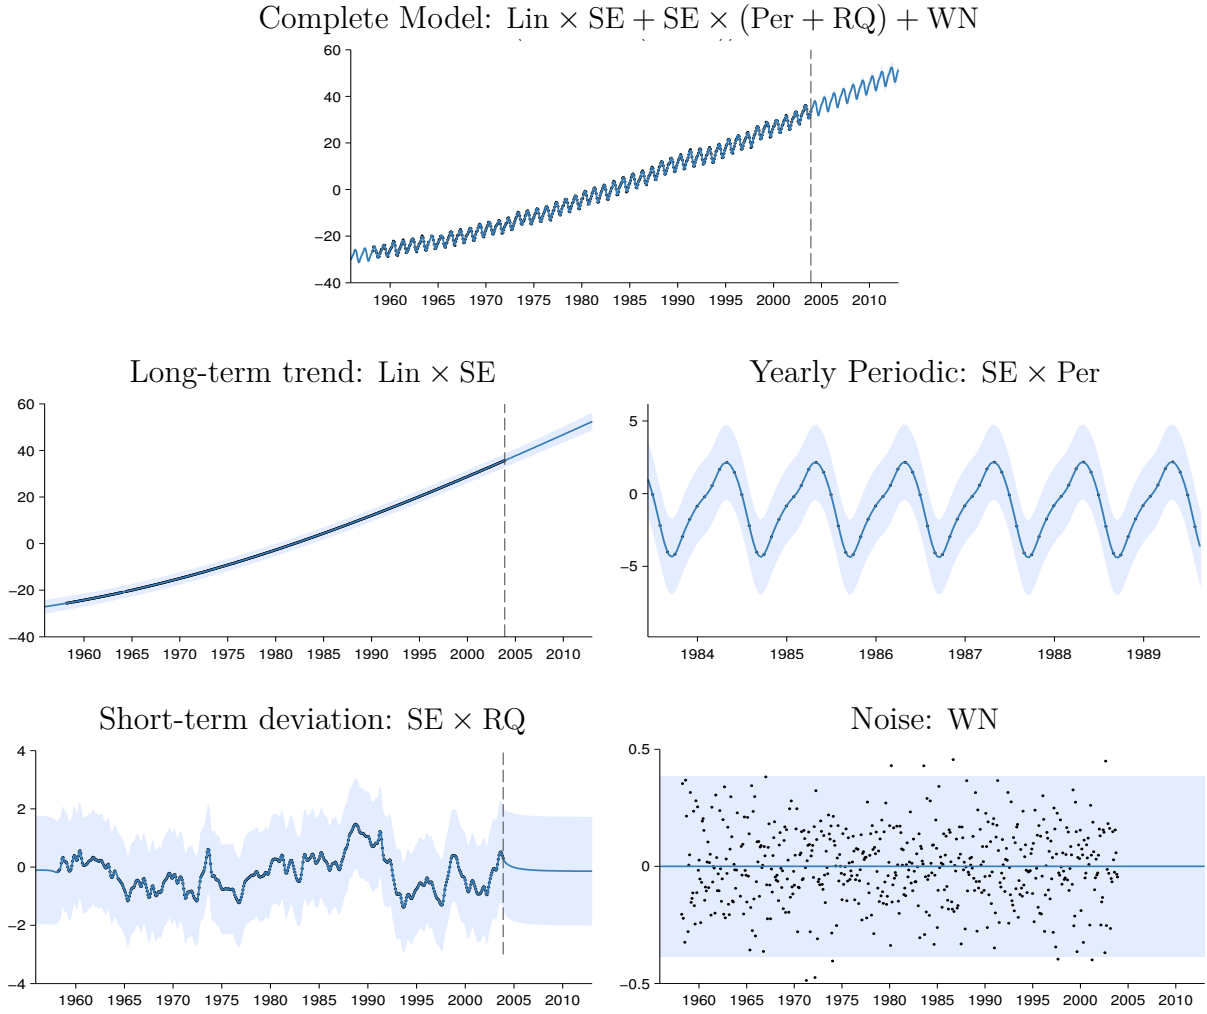 Complete Model: Lin × SE + SE × (Per + RQ) + WN
60
40
20
0
−20
−40
1960 1965 1970 1975 1980 1985 1990 1995 2000 2005 2010
Long-term trend: Lin × SE
60
40
20
0
−20
−40
1960 1965 1970 1975 1980 1985 1990 1995 2000 2005 2010
Yearly Periodic: SE × Per
5
0
−5
1984 1985 1986 1987 1988 1989
Short-term deviation: SE × RQ
4
2
0
−2
−4
1960 1965 1970 1975 1980 1985 1990 1995 2000 2005 2010
Noise: WN
0.5
0
−0.5
1960 1965 1970 1975 1980 1985 1990 1995 2000 2005 2010